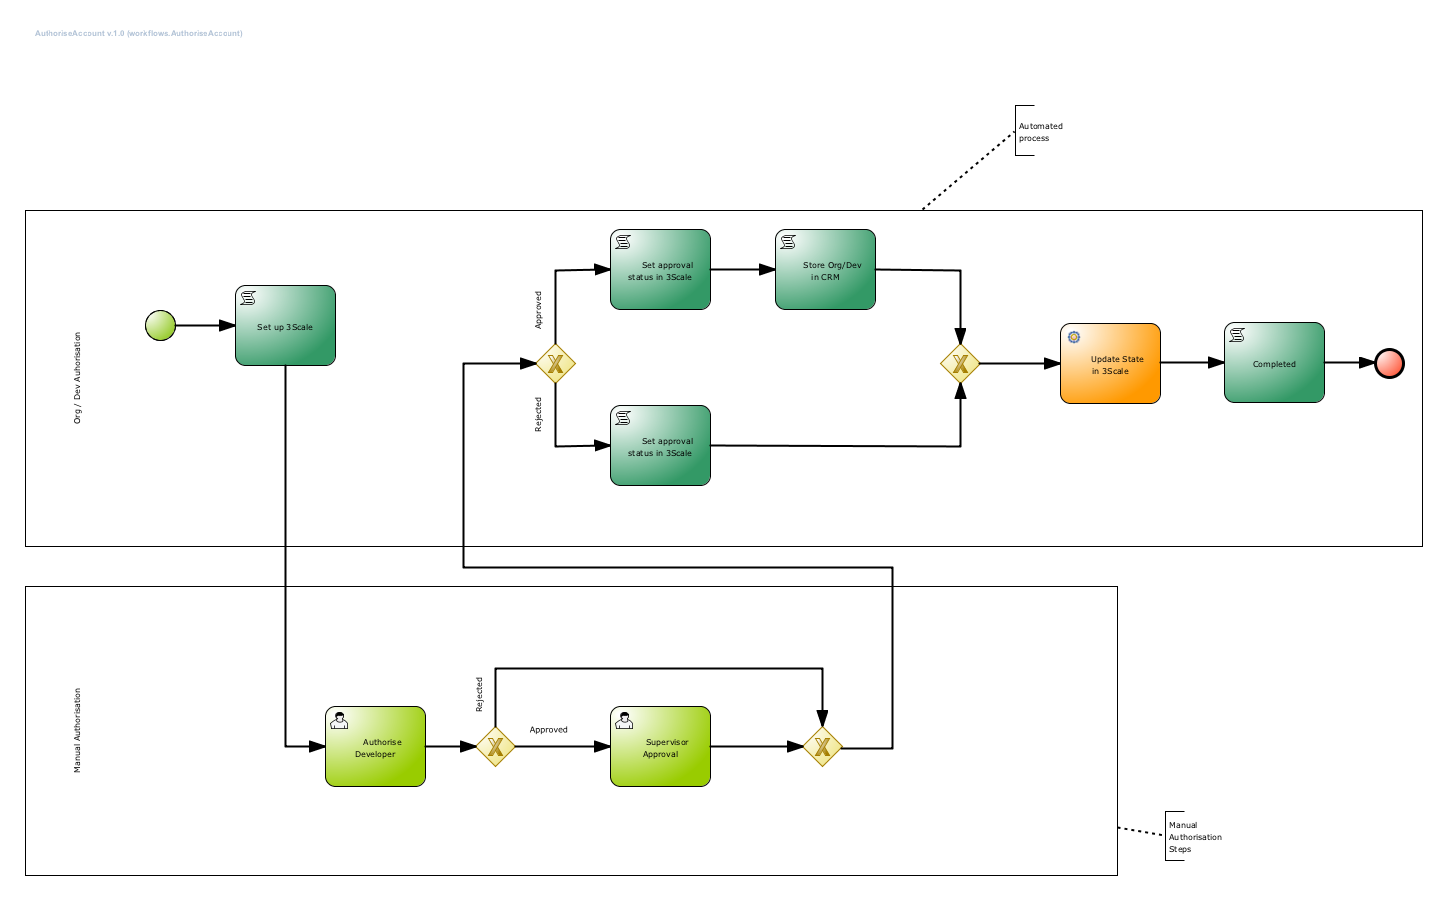 AuthoriseAccount v.1.0 (workflows.AuthoriseAccount)
Automated
process
Org / Dev Auhorisation
Set up 3Scale
Approved
Rejected
Set approval
status in 3Scale
Store Org/Dev
in CRM
Set approval
status in 3Scale
Update State
in 3Scale
Completed
Manual Authorisation
Authorise
Developer
Rejected
Approved
Supervisor
Approval
Manual
Authorisation
Steps